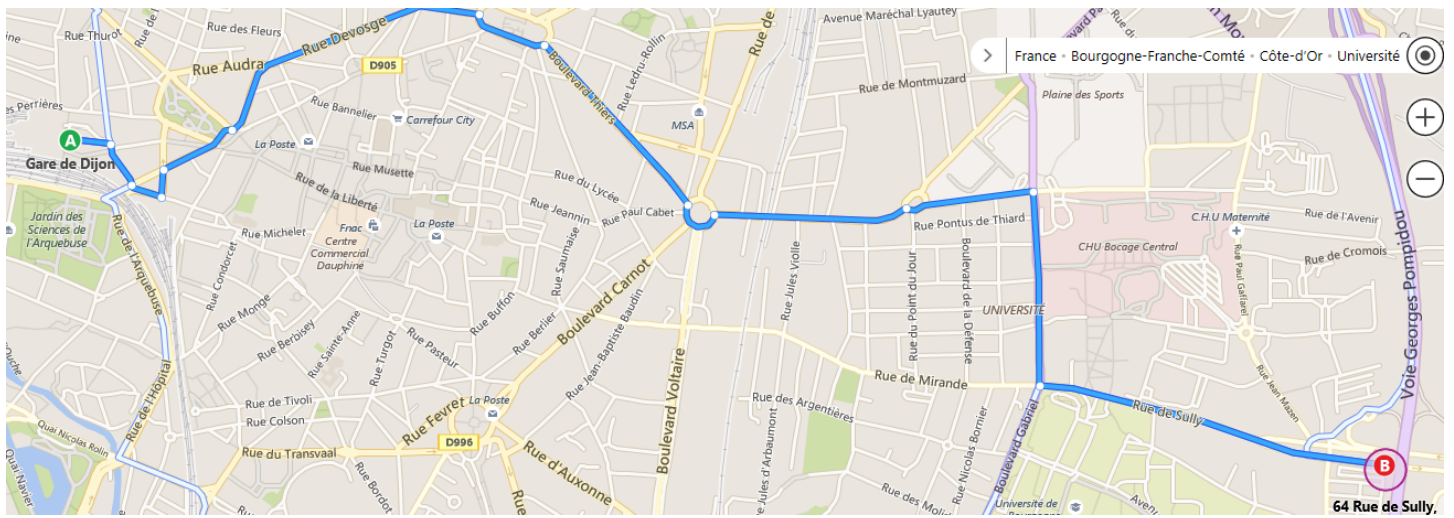 Rue Thurot
Rue des Fleurs
Rue Devosge
Avenue Maréchal Lyautey
France • Bourgogne-Franche-Comté • Côte-d'Or • Université
Rue Audra
D905
Rue Ledru-Rollin
Boulevard Thiers
Rue de Montmuzard
Plaine des Sports
Rue Bannelier
Carrefour City
MSA
A
La Poste
Gare de Dijon
Rue Musette
Rue de la Liberté
Rue du Lycée
Rue Jeannin
Rue Paul Cabet
Rue Pontus de Thiard
C.H.U Maternité
Rue de l'Avenir
Jardin des
Sciences de
l'Arquebuse
Rue de l'Arquebuse
Rue Michelet
Fnac
Centre
Commercial
Dauphine
La Poste
Rue Condorcet
Rue Saumaise
Boulevard Carnot
Rue Jules Violle
Rue du Point du Jour
Boulevard de la Défense
CHU Bocage Central
Rue Paul Gaffarel
Rue de Cromois
Voie Georges Pompidou
Rue Monge
Rue Berbisey
Rue Sainte-Anne
Rue Turgot
Rue Pasteur
Rue Buffon
Rue Berlier
Rue Jean-Baptiste Baudin
Boulevard Voltaire
UNIVERSITÉ
Rue de Mirande
Rue Jean Mazen
Rue de l'Hôpital
Rue de Tivoli
Rue Colson
La Poste
Rue Fevret
D996
Rue des Argentières
Rue de Sully
Quai Nicolas Rolin
Quai Navier
Rue du Transvaal
Rue d'Auxonne
Rue Nicolas Bornier
Boulevard Gabriel
B
Université de
64 Rue de Sully,